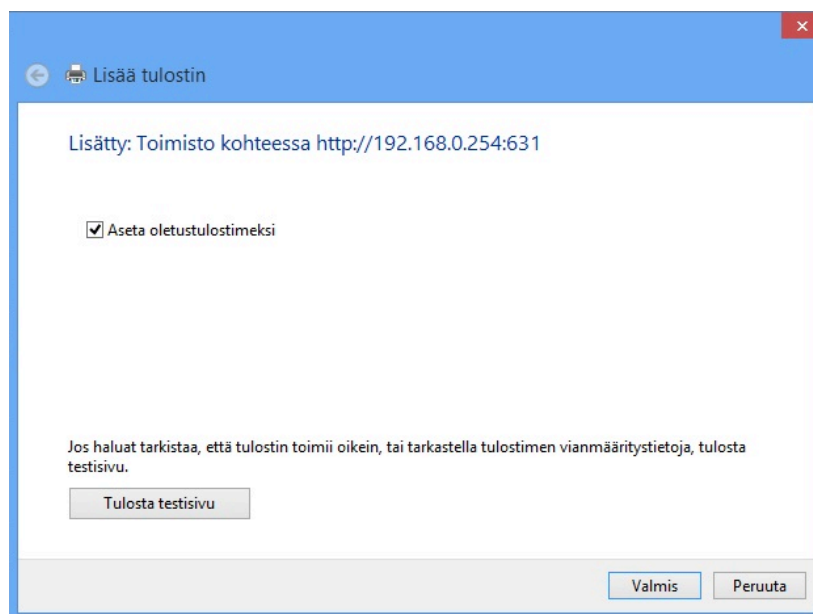 Lisää tulostin
Lisätty: Toimisto kohteessa http://192.168.0.254:631
Aseta oletustulostimeksi
Jos haluat tarkistaa, että tulostin toimii oikein, tai tarkastella tulostimen vianmääritystietoja, tulosta
testisivu.
Tulosta testisivu
Valmis
Peruuta